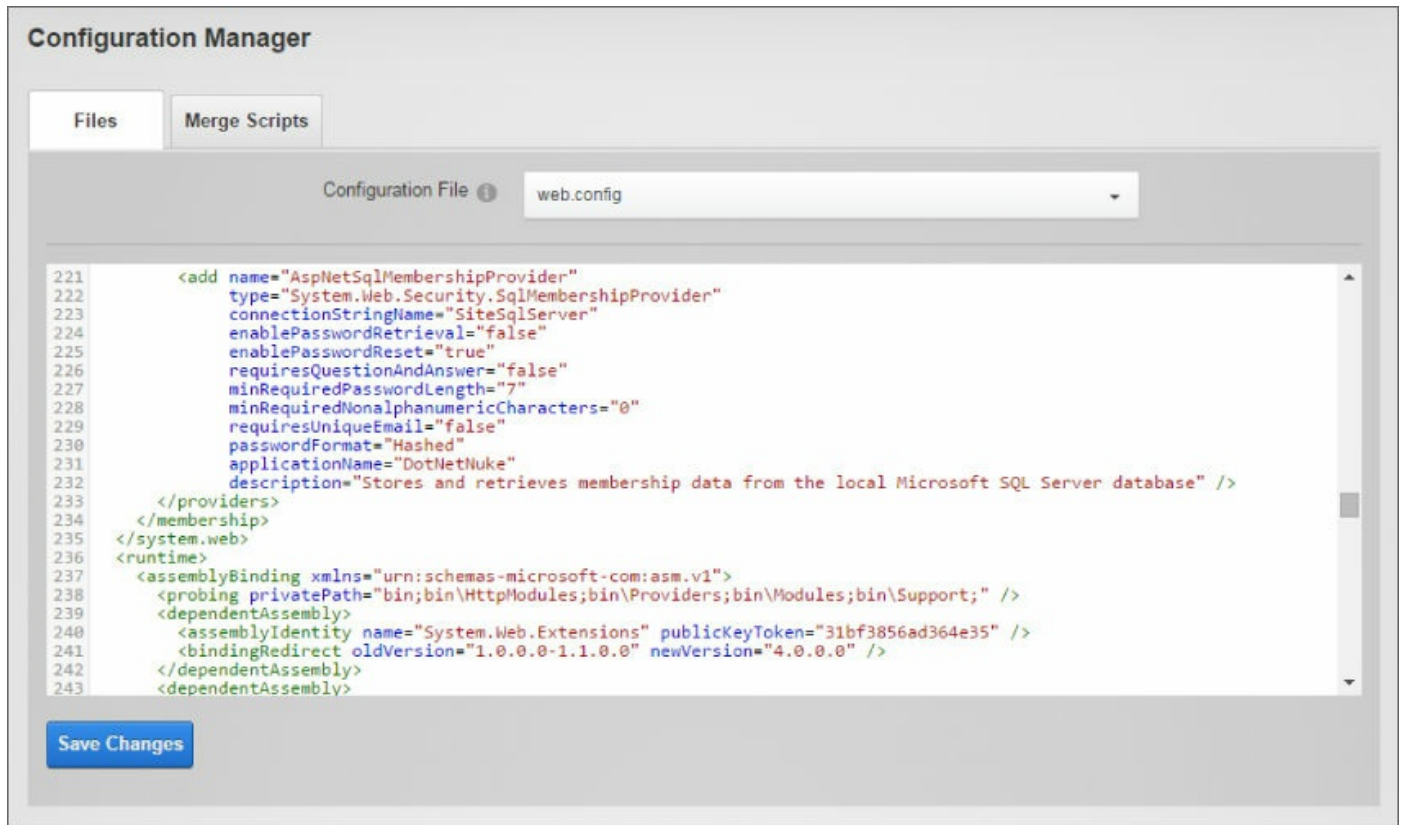 Configuration Manager
Files
Merge Scripts
Configuration File
web.config
221 <add name="AspNetSqlMembershipProvider"
222 type="System.Web.Security.SqlMembershipProvider"
223 connectionStringName="SiteSqlServer"
224 enablePasswordRetrieval="false"
225 enablePasswordReset="true"
226 requiresQuestionAndAnswer="false"
227 minRequiredPasswordLength="7"
228 minRequiredNonalphanumericCharacters="0"
229 requiresUniqueEmail="false"
230 passwordFormat="Hashed"
231 applicationName="DotNetNuke"
232 description="Stores and retrieves membership data from the local Microsoft SQL Server database" />
233 </providers>
234 </membership>
235 </system.web>
236 <runtime>
237 <assemblyBinding xmlns="urn:schemas-microsoft-com:asm.v1">
238 <probing privatePath="bin;bin\HttpModules;bin\Providers;bin\Modules;bin\Support;" />
239 <dependentAssembly>
240 <assemblyIdentity name="System.Web.Extensions" publicKeyToken="31bf3856ad364e35" />
241 <bindingRedirect oldVersion="1.0.0.0-1.1.0.0" newVersion="4.0.0.0" />
242 </dependentAssembly>
243 <dependentAssembly>
Save Changes